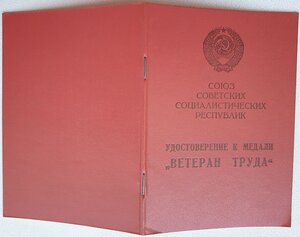 СОЮЗ
СОВЕТСКИХ
СОЦИАЛИСТИЧЕСКИХ
РЕСПУБЛИК
УДОСТОВЕРЕНИЕ К МЕДАЛИ
„ВЕТЕРАН ТРУДА“